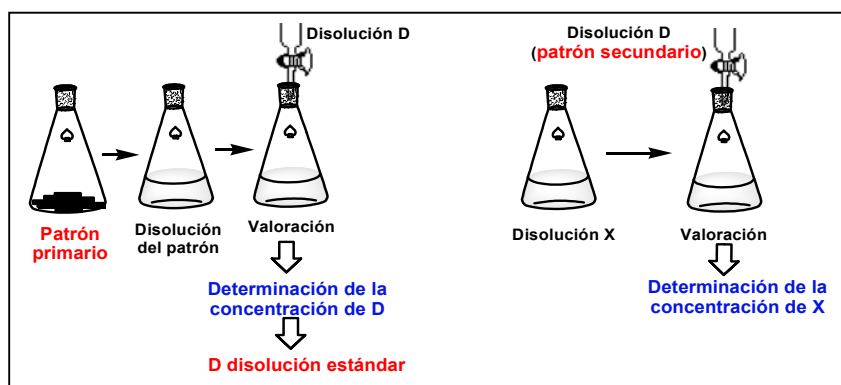 Disolución D
Patrón
primario
Disolución
del patrón
Valoración
Determinación de la
concentración de D
D disolución estándar
Disolución D
(patrón secundario)
Disolución X
Valoración
Determinación de la
concentración de X